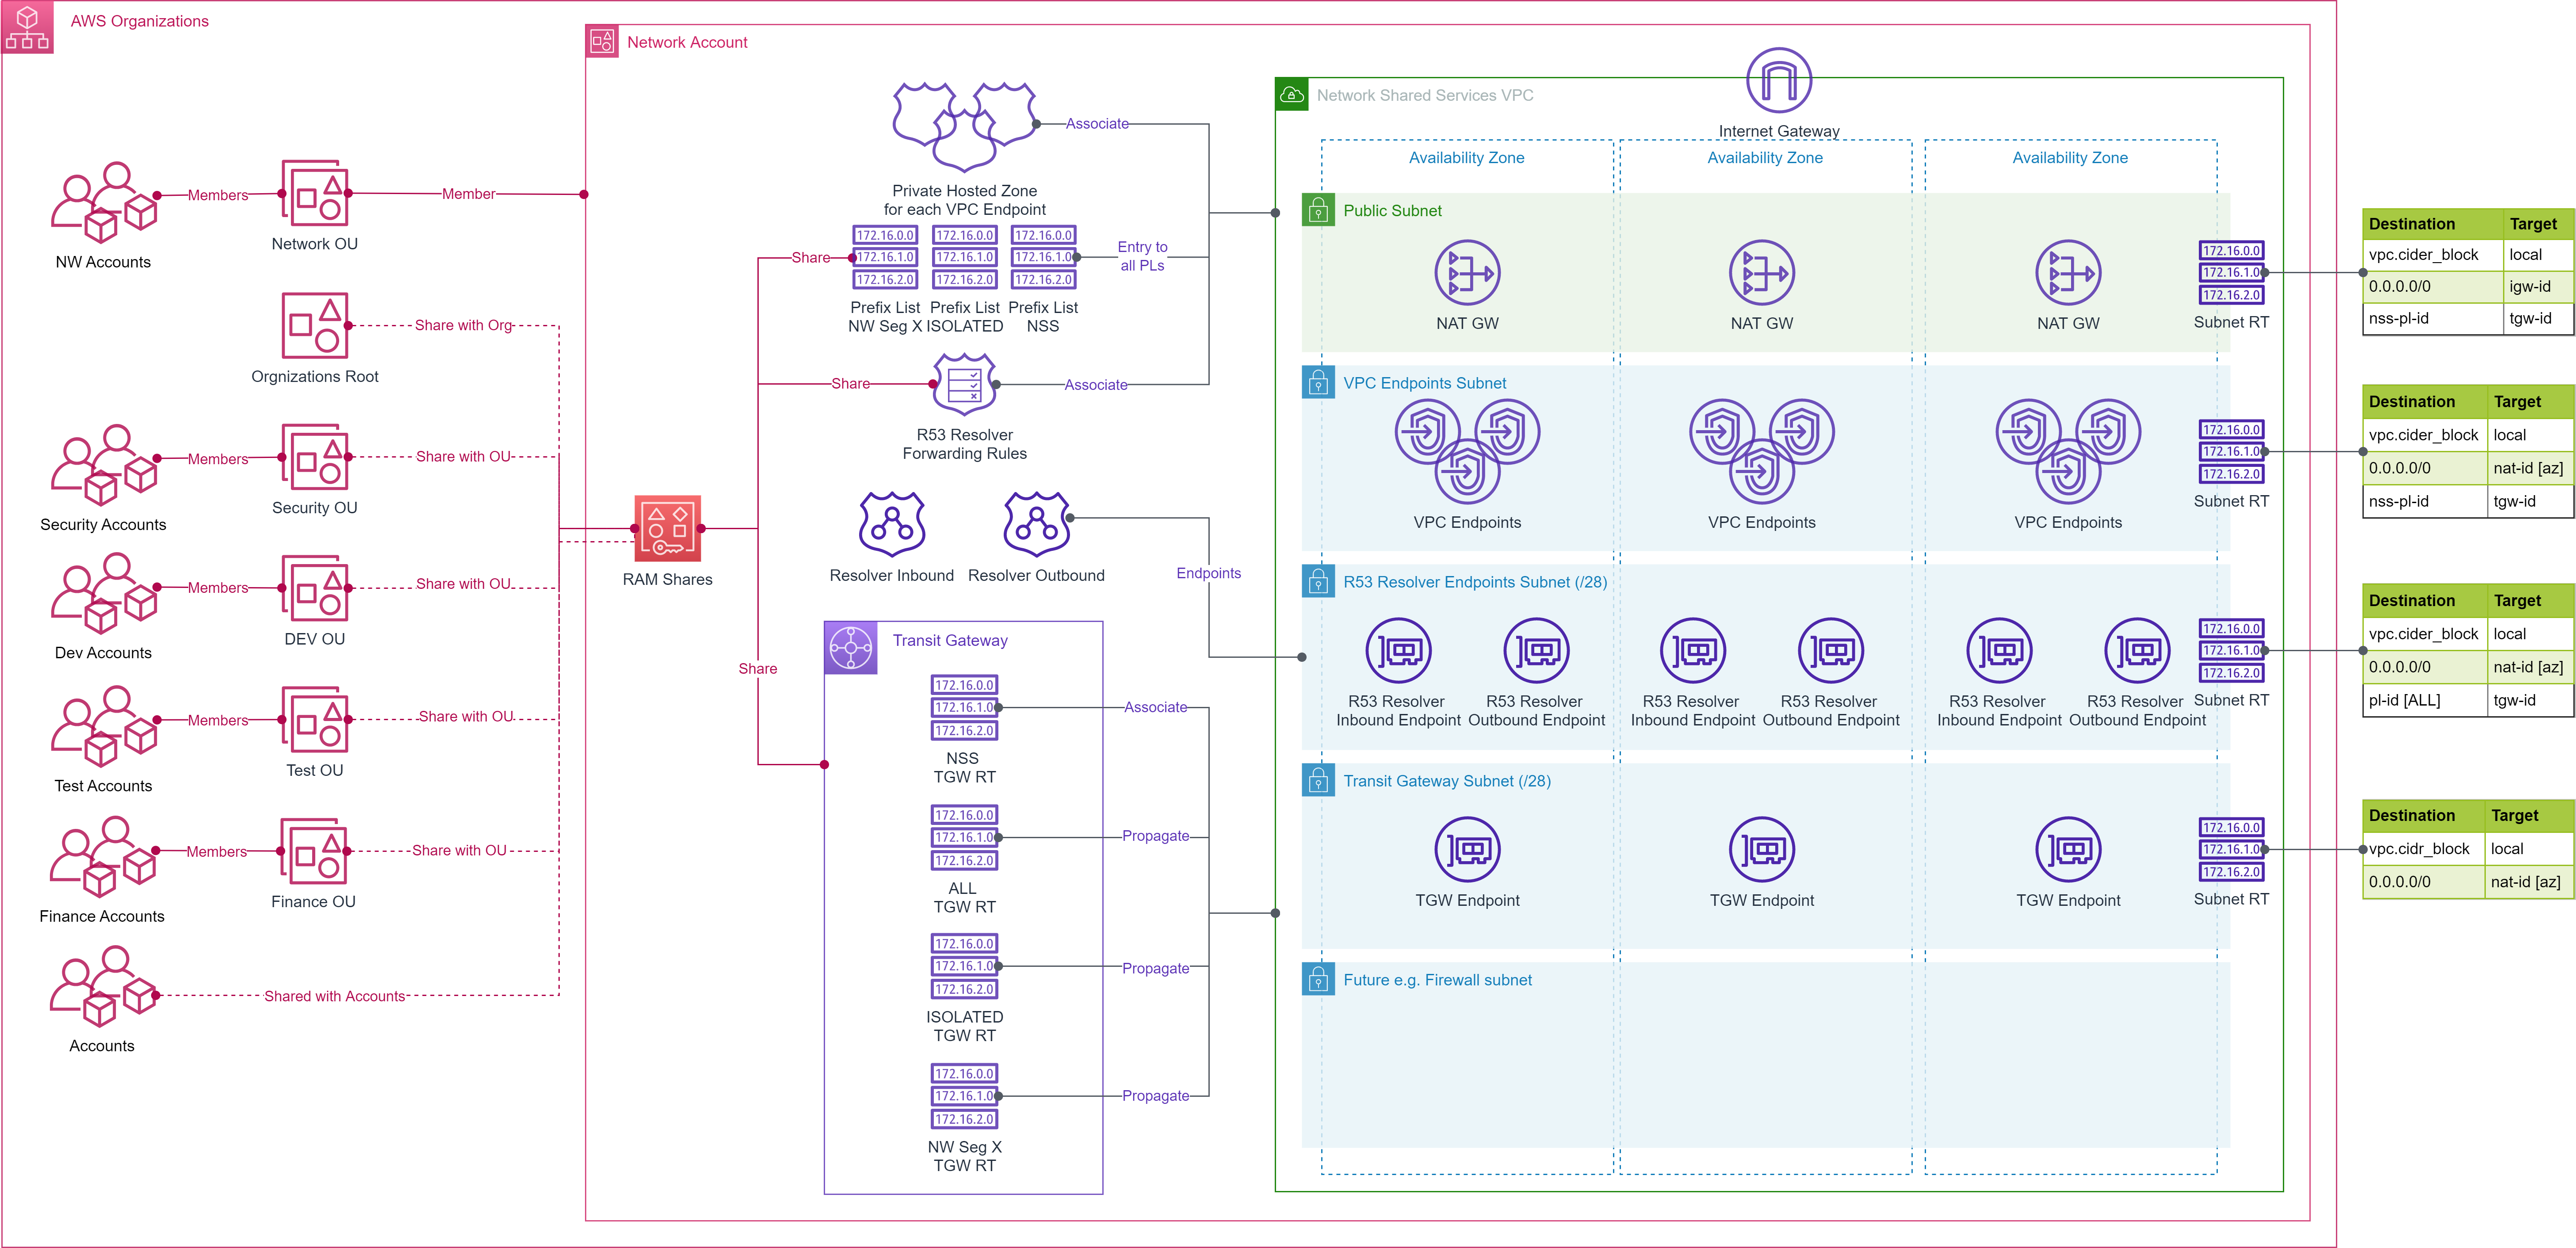 AWS Organizations
Network Account
NW Accounts
Members
Network OU
Member
Orgnizations Root
Share with Org
Security Accounts
Members
Security OU
Share with OU
Dev Accounts
Members
DEV OU
Share with OU
Test Accounts
Members
Test OU
Share with OU
Finance Accounts
Members
Finance OU
Share with OU
Accounts
Shared with Accounts
RAM Shares
Share
Share
Share
Private Hosted Zone
for each VPC Endpoint
Associate
172.16.0.0
172.16.1.0
172.16.2.0
Prefix List
NW Seg X
172.16.0.0
172.16.1.0
172.16.2.0
Prefix List
ISOLATED
172.16.0.0
172.16.1.0
172.16.2.0
Prefix List
NSS
Entry to
all PLs
R53 Resolver
Forwarding Rules
Associate
Resolver Inbound
Resolver Outbound
Endpoints
Transit Gateway
172.16.0.0
172.16.1.0
172.16.2.0
NSS
TGW RT
Associate
172.16.0.0
172.16.1.0
172.16.2.0
ALL
TGW RT
Propagate
172.16.0.0
172.16.1.0
172.16.2.0
ISOLATED
TGW RT
Propagate
172.16.0.0
172.16.1.0
172.16.2.0
NW Seg X
TGW RT
Propagate
Network Shared Services VPC
Internet Gateway
Availability Zone
Availability Zone
Availability Zone
Public Subnet
NAT GW
NAT GW
NAT GW
172.16.0.0
172.16.1.0
172.16.2.0
Subnet RT
VPC Endpoints Subnet
VPC Endpoints
VPC Endpoints
VPC Endpoints
172.16.0.0
172.16.1.0
172.16.2.0
Subnet RT
R53 Resolver Endpoints Subnet (/28)
R53 Resolver
Inbound Endpoint
R53 Resolver
Outbound Endpoint
R53 Resolver
Inbound Endpoint
R53 Resolver
Outbound Endpoint
R53 Resolver
Inbound Endpoint
R53 Resolver
Outbound Endpoint
172.16.0.0
172.16.1.0
172.16.2.0
Subnet RT
Transit Gateway Subnet (/28)
TGW Endpoint
TGW Endpoint
TGW Endpoint
172.16.0.0
172.16.1.0
172.16.2.0
Subnet RT
Future e.g. Firewall subnet
Destination Target
vpc.cider_block local
0.0.0.0/0 igw-id
nss-pl-id tgw-id
Destination Target
vpc.cider_block local
0.0.0.0/0 nat-id [az]
nss-pl-id tgw-id
Destination Target
vpc.cider_block local
0.0.0.0/0 nat-id [az]
pl-id [ALL] tgw-id
Destination Target
vpc.cidr_block local
0.0.0.0/0 nat-id [az]